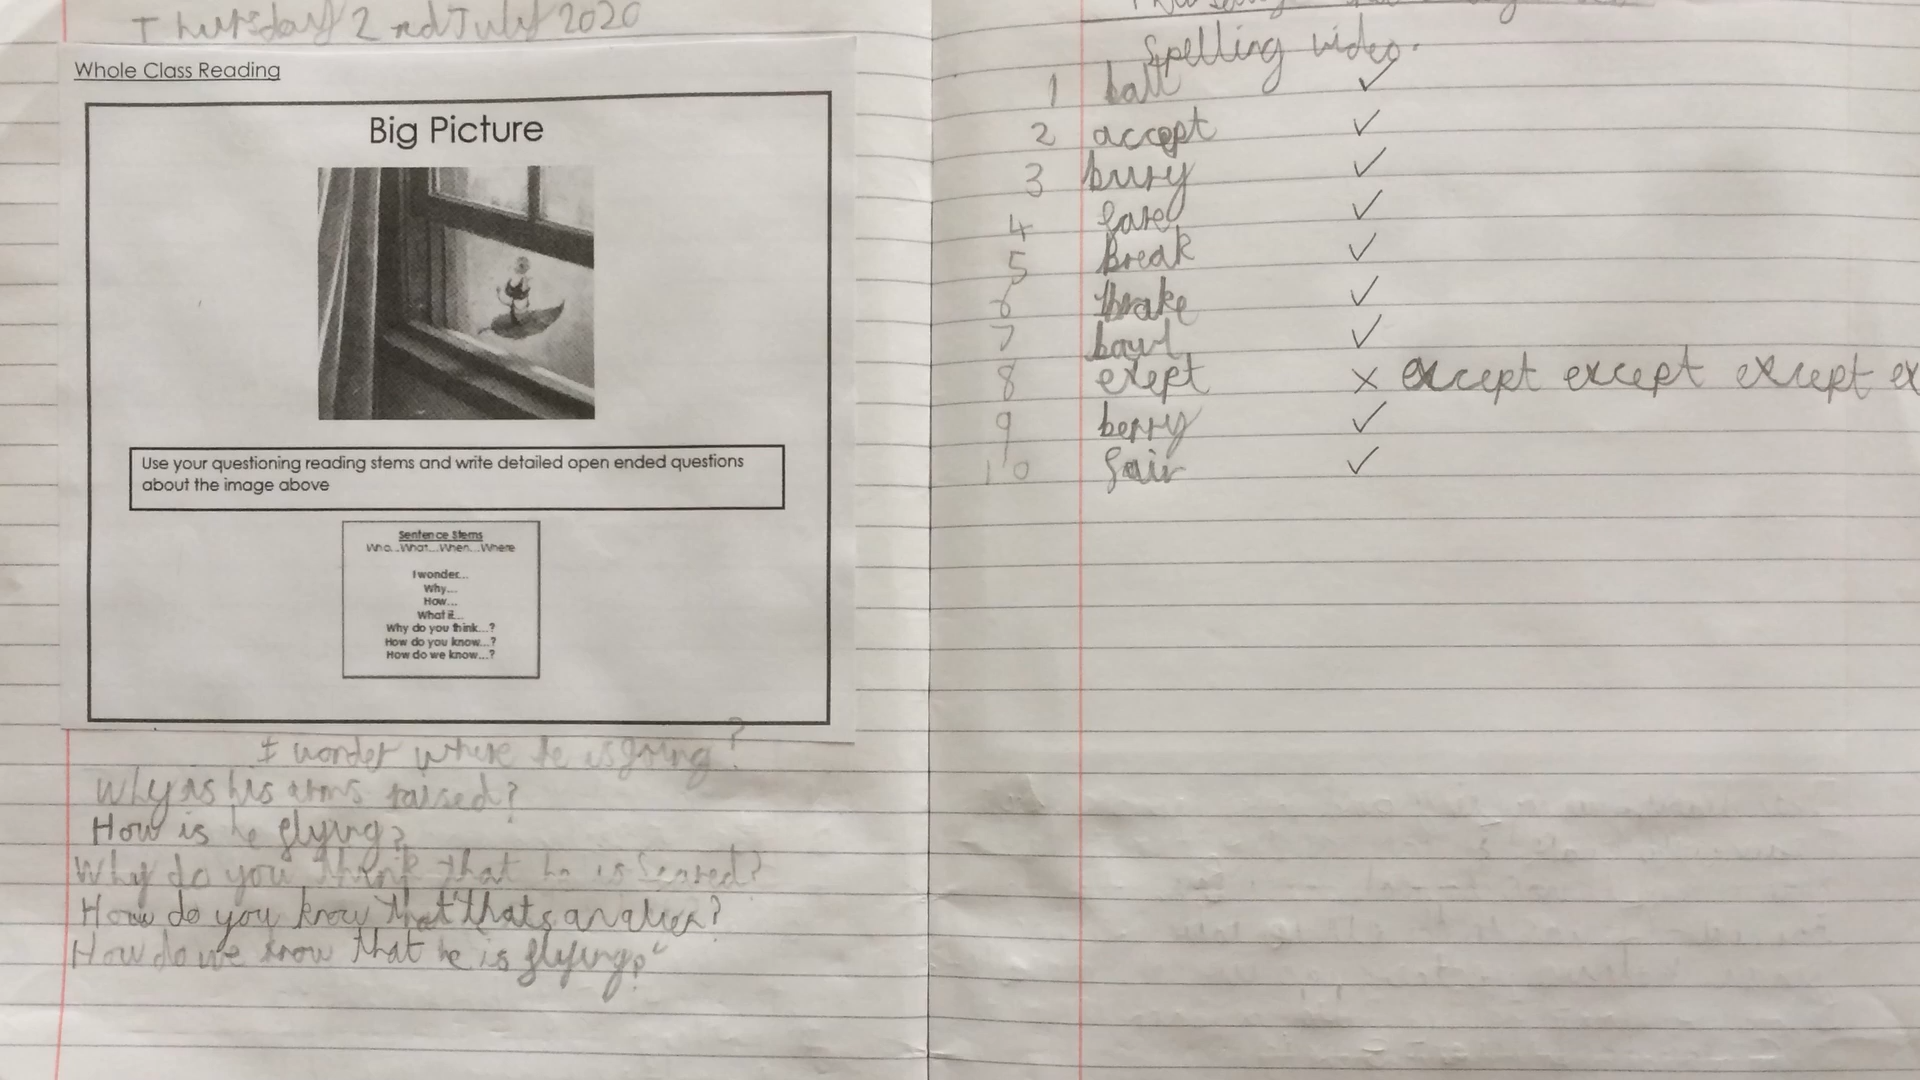 Thursday 2nd July 2020
Whole Class Reading
Big Picture
Use your questioning reading stems and write detailed open ended questions
about the image above
Sentence Stems
Who...What...When...Where
I wonder...
Why...
How...
What if...
Why do you think...?
How do you know...?
How do we know...?
I wonder where he is going?
Why is his arms raised?
How is he flying?
Why do you think that he is Scared?
How do you know that thats an alien?
How do we know that he is flying?
Spelling video.
1 ball ✓
2 accept ✓
3 bury ✓
4 fare ✓
5 Break ✓
6 brake ✓
7 bawl ✓
8 exept × except except except ex
9 berry ✓
10 fair ✓